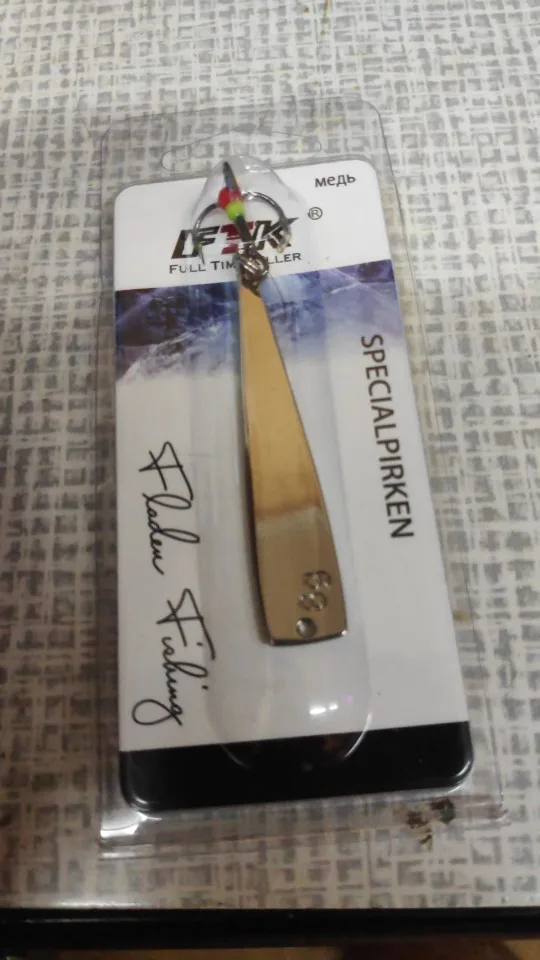 медь
FTK ®
FULL TIME KILLER
SPECIALPIRKEN
Fladen Fishing